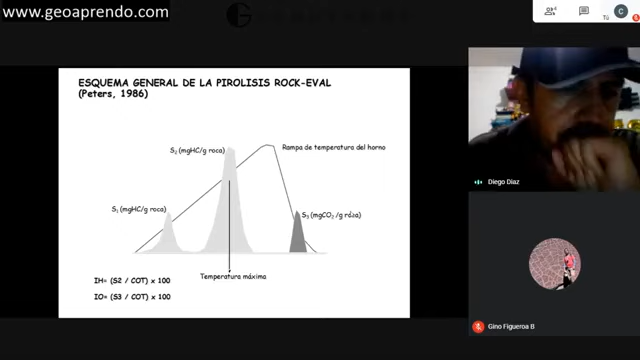 www.geoaprendo.com
ESQUEMA GENERAL DE LA PIROLISIS ROCK-EVAL
(Peters, 1986)
S₂ (mgHC/g roca)
Rampa de temperatura del horno
S₁ (mgHC/g roca)
S₃ (mgCO₂ /g roca)
Temperatura máxima
IH= (S2 / COT) x 100
IO= (S3 / COT) x 100
C
Tú
Diego Diaz
Gino Figueroa B